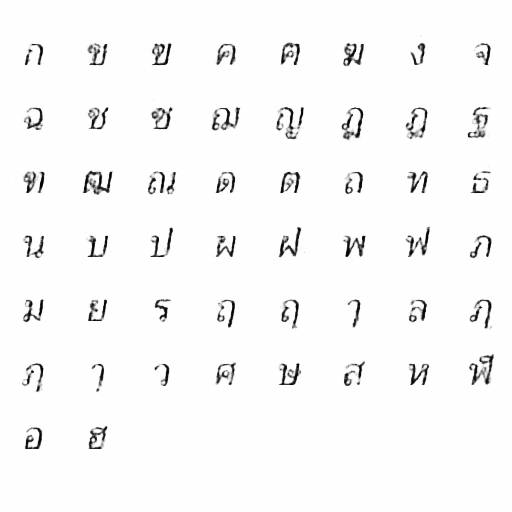 ก ข ฃ ค ฅ ฆ ง จ
ฉ ช ซ ฌ ญ ฎ ฏ ฐ
ฑ ฒ ณ ด ต ถ ท ธ
น บ ป ผ ฝ พ ฟ ภ
ม ย ร ฤ ฤ ๅ ล ฦ
ฦ ๅ ว ศ ษ ส ห ฬ
อ ฮ